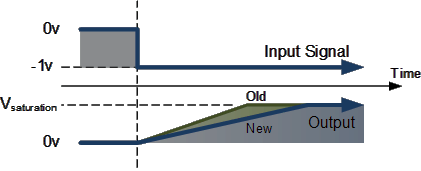 0v
Input Signal
-1v
Time
Vsaturation
Old
New
Output
0v